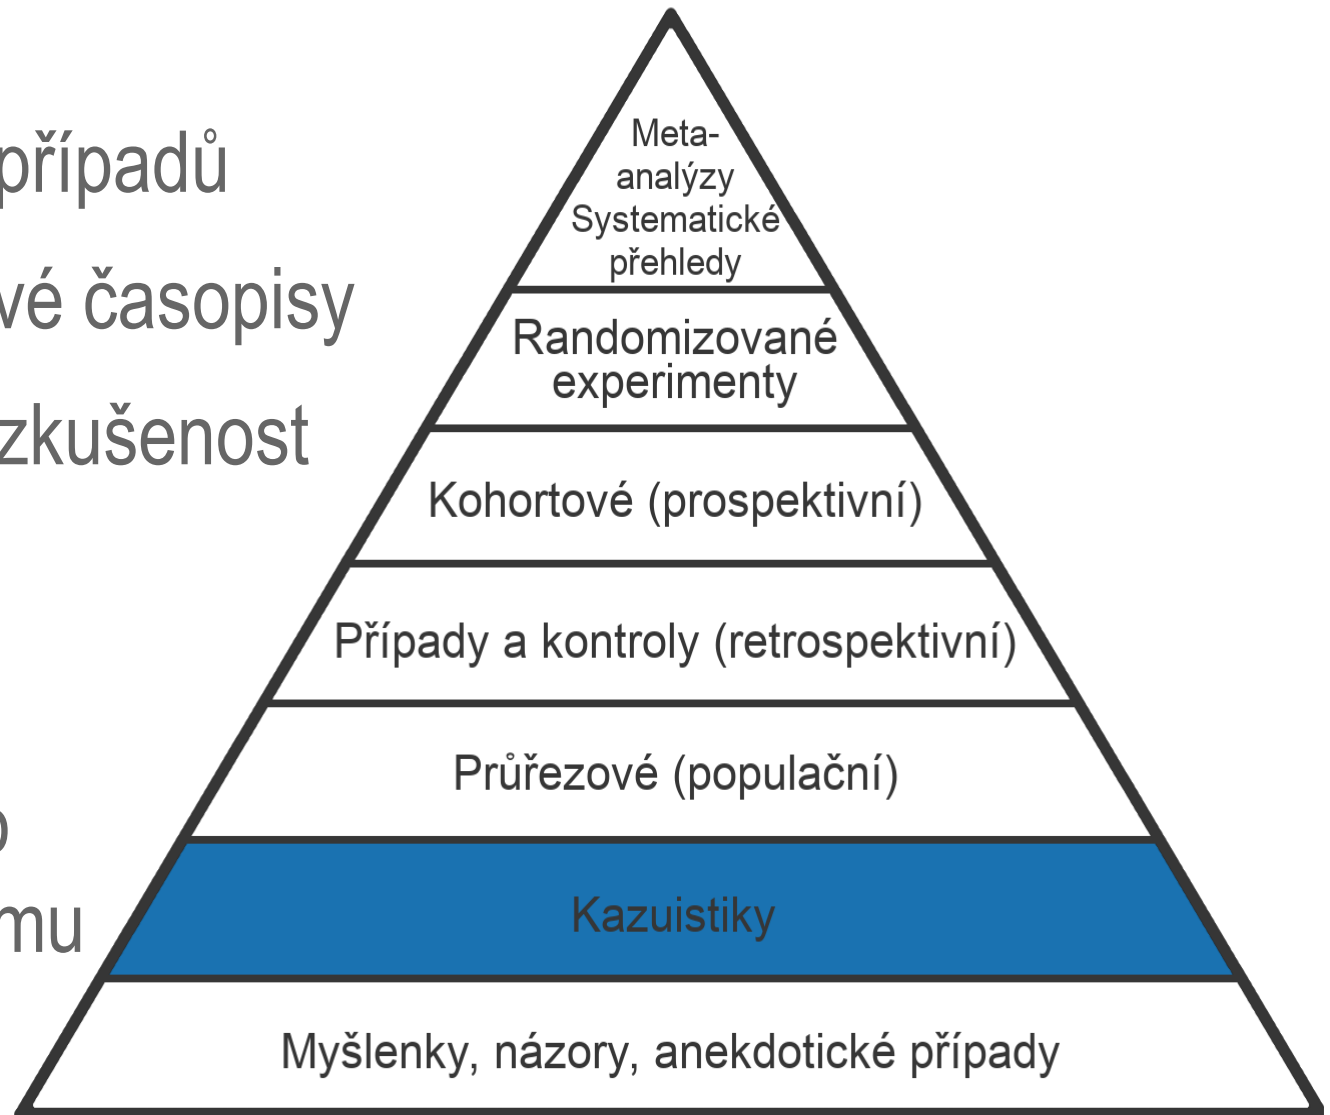 případů
vé časopisy
zkušenost
o
mu
Meta-
analýzy
Systematické
přehledy
Randomizované
experimenty
Kohortové (prospektivní)
Případy a kontroly (retrospektivní)
Průřezové (populační)
Kazuistiky
Myšlenky, názory, anekdotické případy